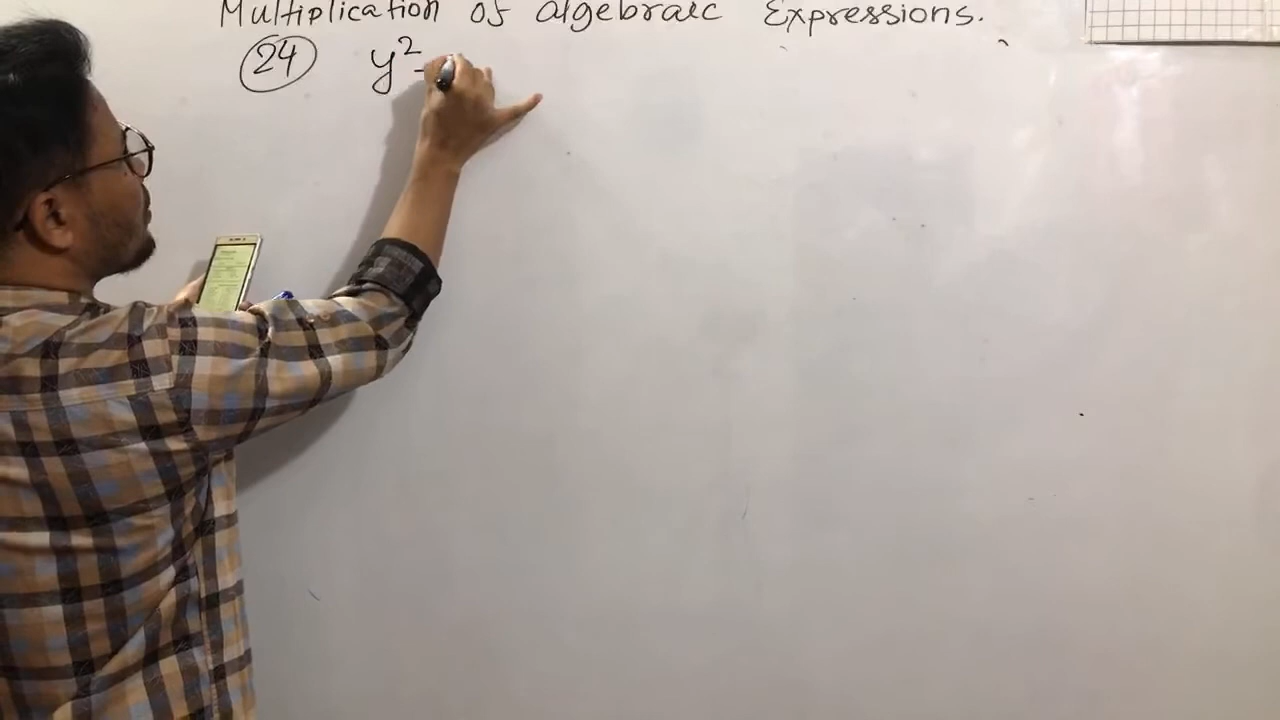 Multiplication of algebraic Expressions.
24 y² -